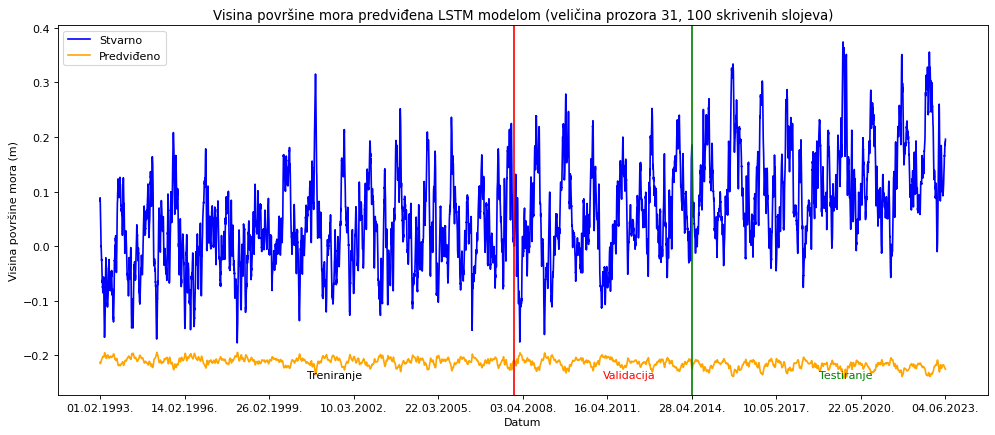 Visina površine mora predviđena LSTM modelom (veličina prozora 31, 100 skrivenih slojeva)
Stvarno
Predviđeno
Visina površine mora (m)
0.4
0.3
0.2
0.1
0.0
−0.1
−0.2
Treniranje
Validacija
Testiranje
01.02.1993.
14.02.1996.
26.02.1999.
10.03.2002.
22.03.2005.
03.04.2008.
16.04.2011.
28.04.2014.
10.05.2017.
22.05.2020.
04.06.2023.
Datum